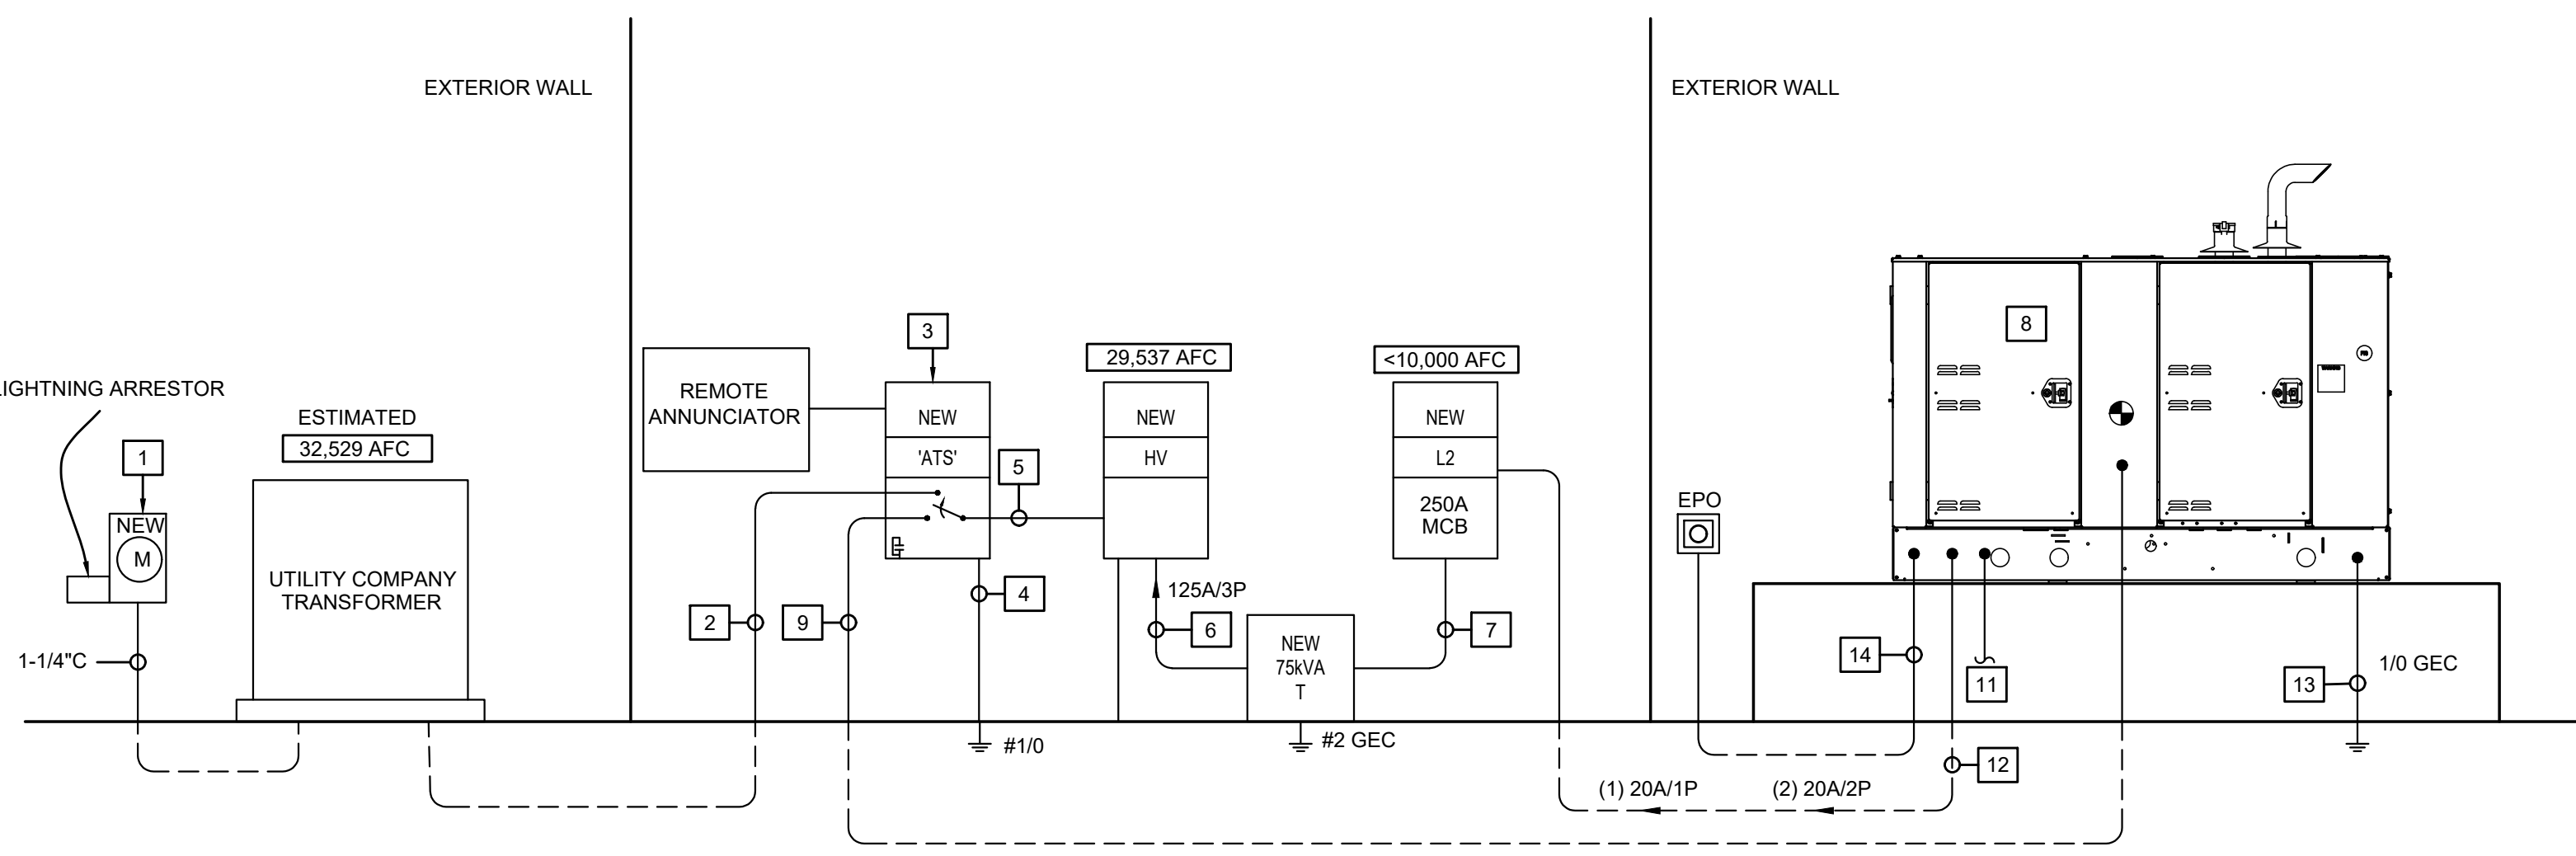 EXTERIOR WALL
EXTERIOR WALL
LIGHTNING ARRESTOR
1
NEW
M
1-1/4"C
ESTIMATED
32,529 AFC
UTILITY COMPANY
TRANSFORMER
REMOTE
ANNUNCIATOR
3
NEW
'ATS'
5
29,537 AFC
NEW
HV
<10,000 AFC
NEW
L2
250A
MCB
2
9
4
125A/3P
6
7
NEW
75kVA
T
#1/0
#2 GEC
EPO
8
14
11
13
1/0 GEC
12
(1) 20A/1P
(2) 20A/2P